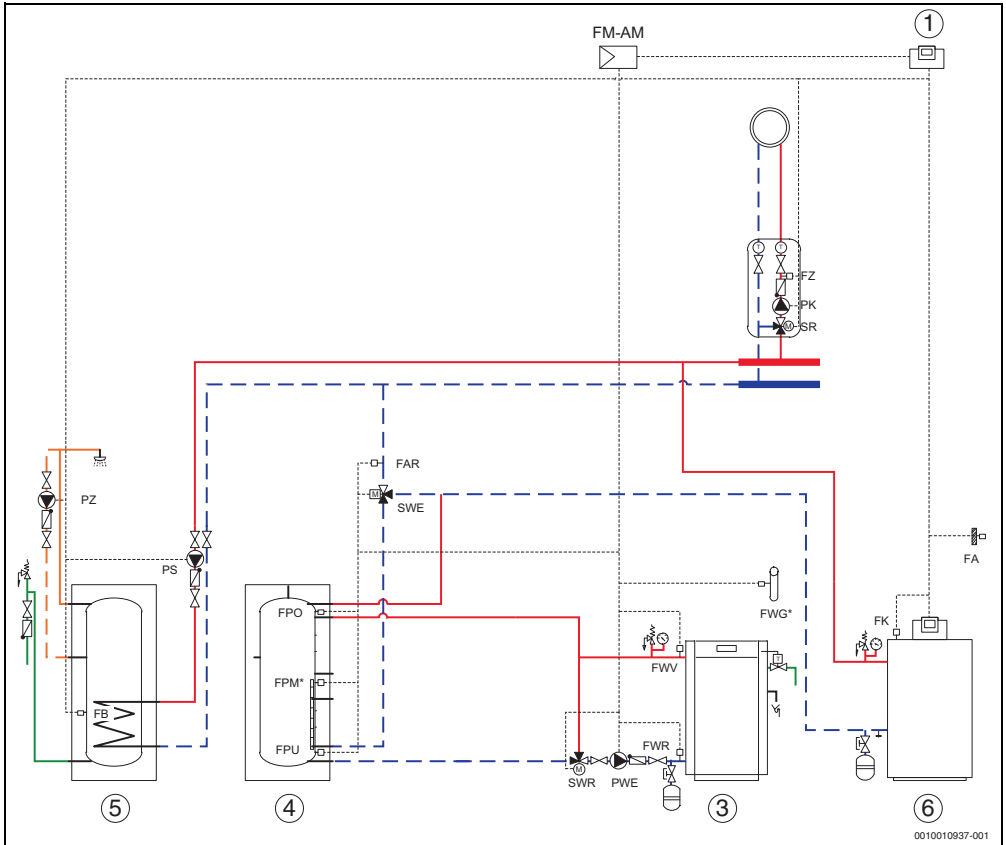 1
FM-AM
T
T
FZ
PK
M
SR
FAR
M
SWE
PZ
PS
FA
FPO
FWG*
FK
FWV
T
FPM*
FB
FPU
FWR
M
SWR
PWE
5
4
3
6
0010010937-001